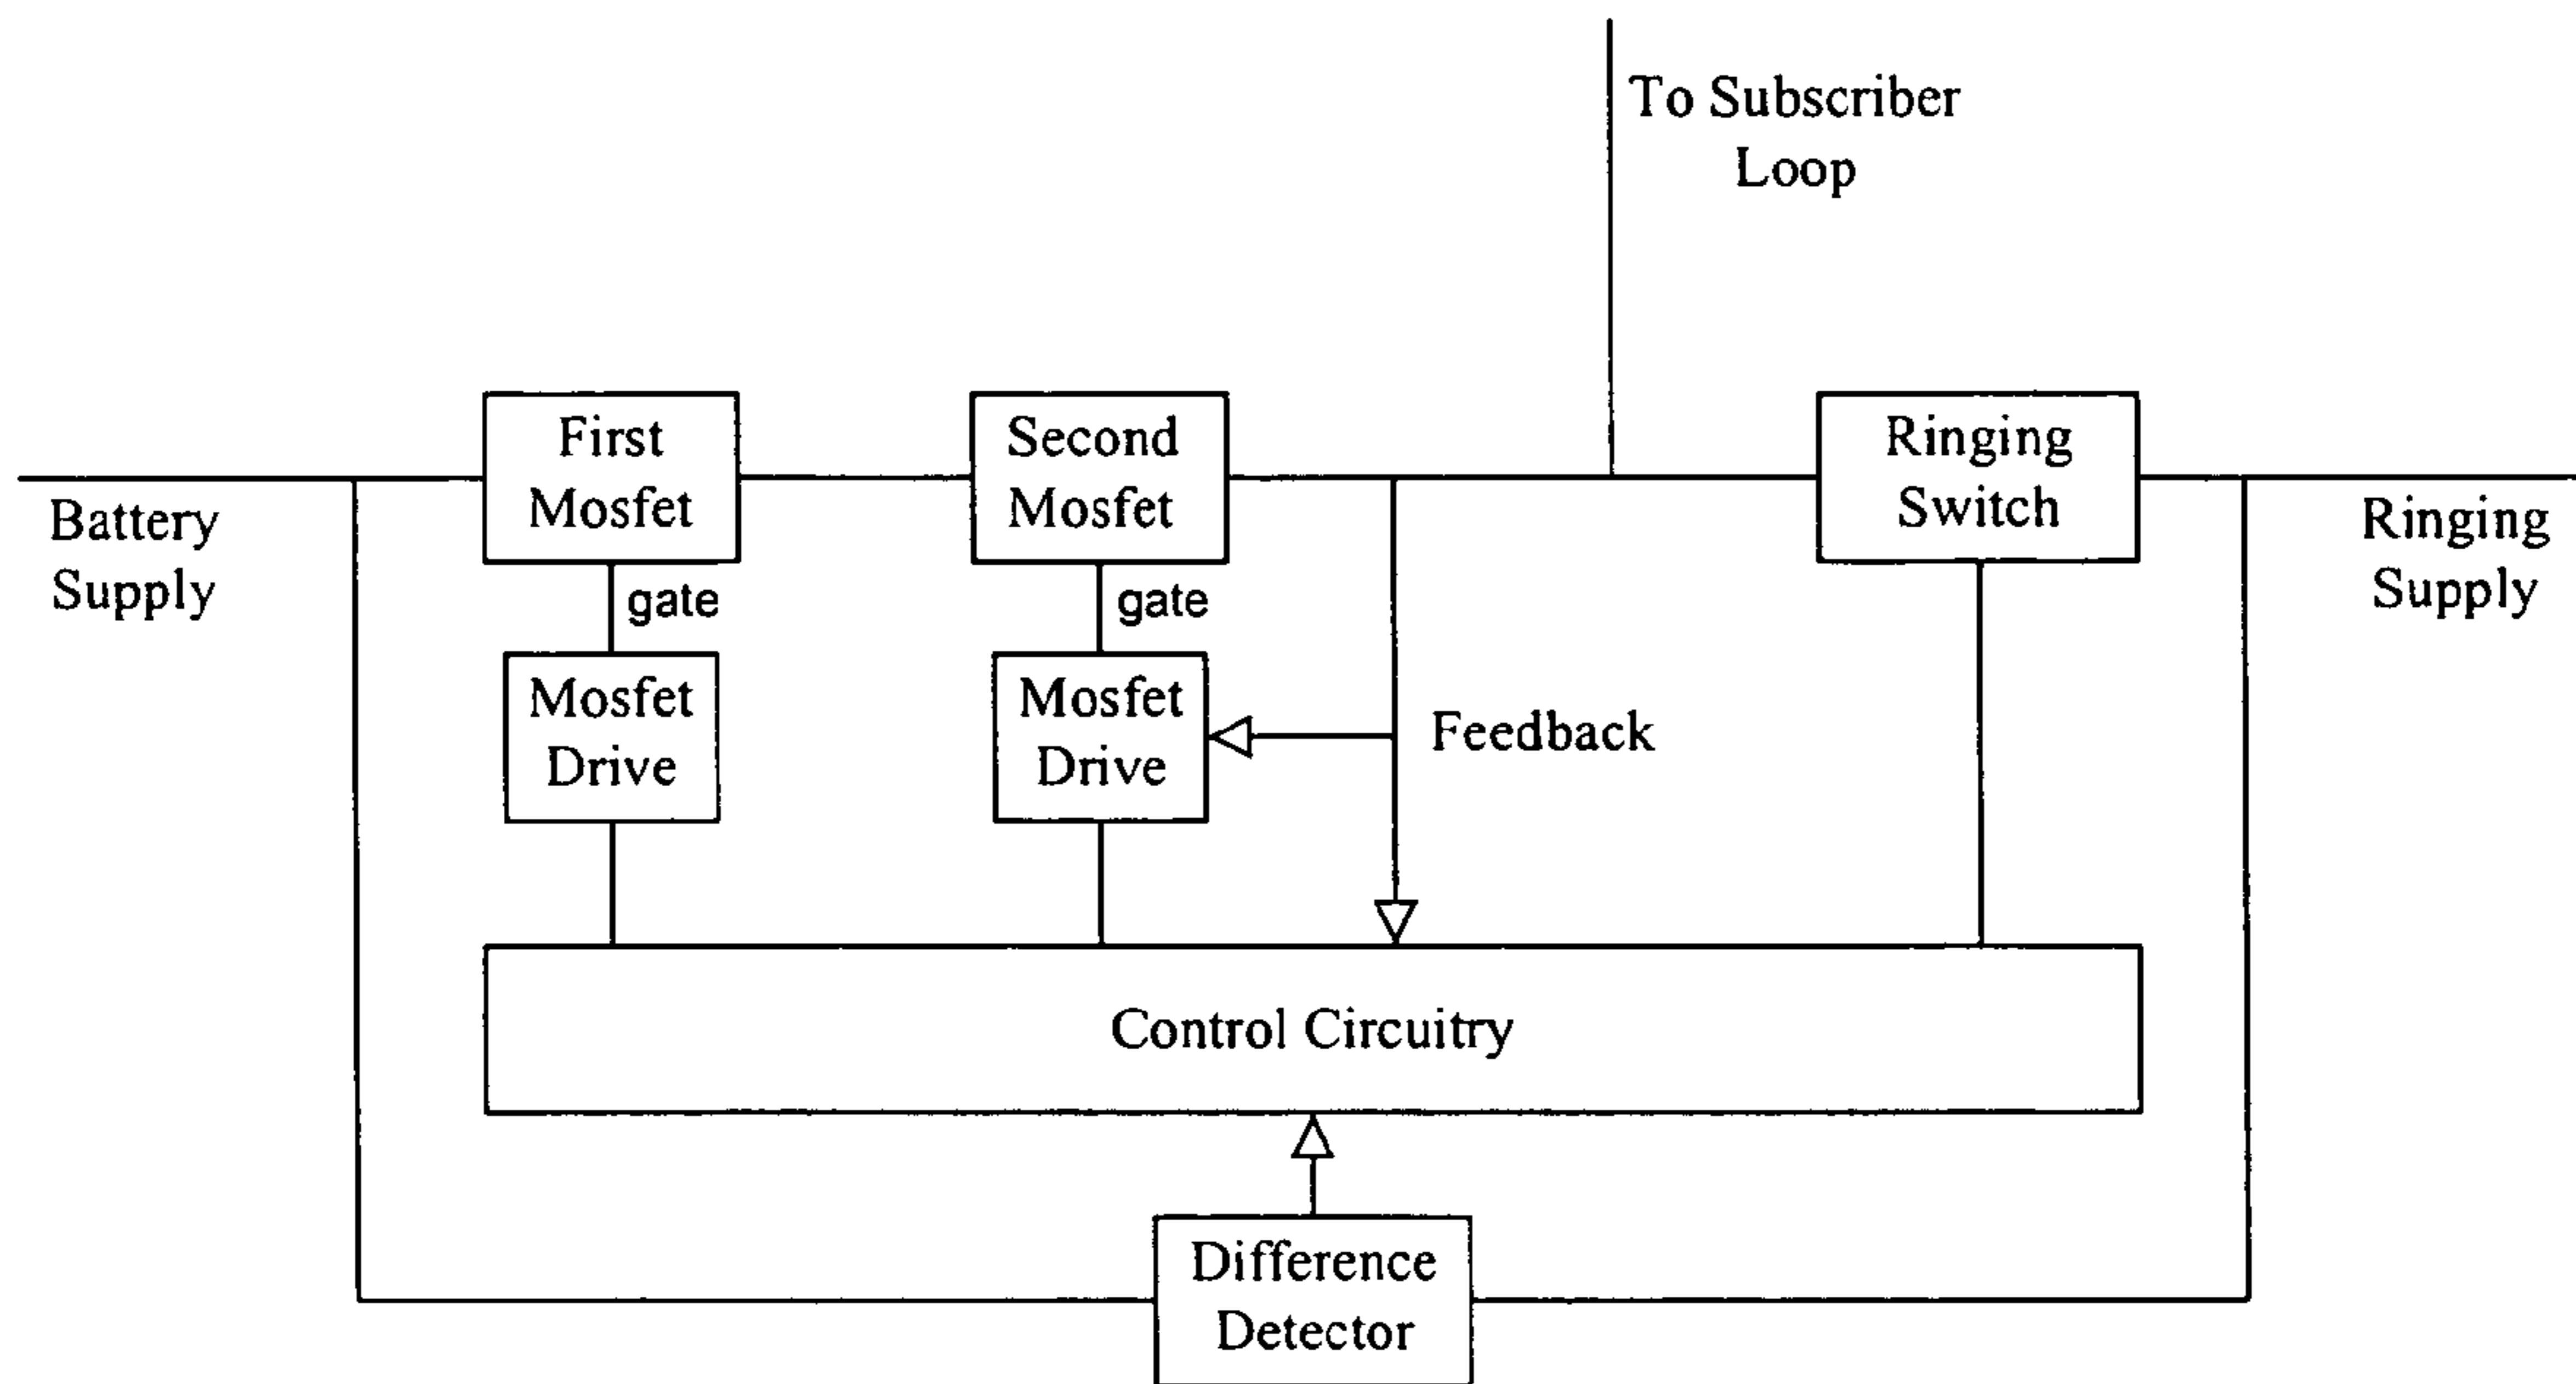 To Subscriber
Loop
First
Mosfet
Second
Mosfet
Ringing
Switch
Battery
Supply
Ringing
Supply
gate
gate
Mosfet
Drive
Mosfet
Drive
Feedback
Control Circuitry
Difference
Detector